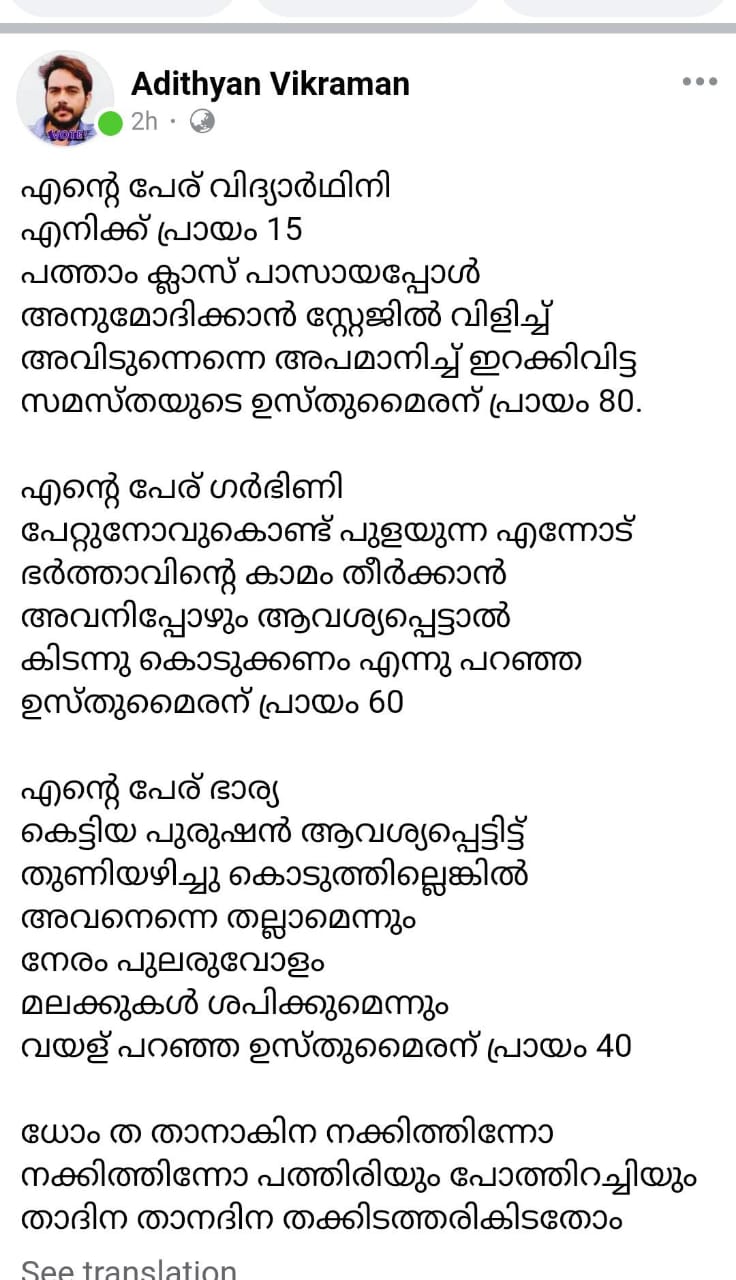 Adithyan Vikraman
VOTE!
2h
എന്റെ പേര് വിദ്യാർഥിനി
എനിക്ക് പ്രായം 15
പത്താം ക്ലാസ് പാസായപ്പോൾ
അനുമോദിക്കാൻ സ്റ്റേജിൽ വിളിച്ച്
അവിടുന്നെന്നെ അപമാനിച്ച് ഇറക്കിവിട്ട
സമസ്തയുടെ ഉസ്തുമൈരന് പ്രായം 80.
എന്റെ പേര് ഗർഭിണി
പേറ്റുനോവുകൊണ്ട് പുളയുന്ന എന്നോട്
ഭർത്താവിന്റെ കാമം തീർക്കാൻ
അവനിപ്പോഴും ആവശ്യപ്പെട്ടാൽ
കിടന്നു കൊടുക്കണം എന്നു പറഞ്ഞ
ഉസ്തുമൈരന് പ്രായം 60
എന്റെ പേര് ഭാര്യ
കെട്ടിയ പുരുഷൻ ആവശ്യപ്പെട്ടിട്ട്
തുണിയഴിച്ചു കൊടുത്തില്ലെങ്കിൽ
അവനെന്നെ തല്ലാമെന്നും
നേരം പുലരുവോളം
മലക്കുകൾ ശപിക്കുമെന്നും
വയള് പറഞ്ഞ ഉസ്തുമൈരന് പ്രായം 40
ധോം ത താനാകിന നക്കിത്തിന്നോ
നക്കിത്തിന്നോ പത്തിരിയും പോത്തിറച്ചിയും
താദിന താനദിന തക്കിടത്തരികിടതോം
See translation